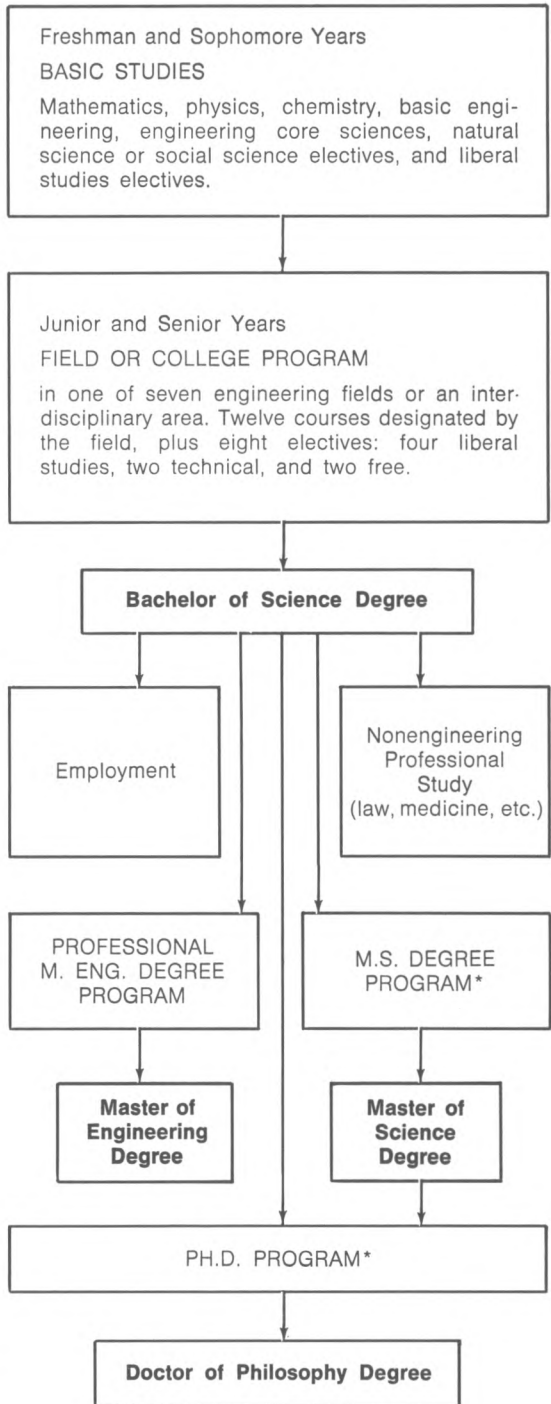 Freshman and Sophomore Years
BASIC STUDIES
Mathematics, physics, chemistry, basic engi-
neering, engineering core sciences, natural
science or social science electives, and liberal
studies electives.
Junior and Senior Years
FIELD OR COLLEGE PROGRAM
in one of seven engineering fields or an inter-
disciplinary area. Twelve courses designated by
the field, plus eight electives: four liberal
studies, two technical, and two free.
Bachelor of Science Degree
Employment
Nonengineering
Professional
Study
(law, medicine, etc.)
PROFESSIONAL
M. ENG. DEGREE
PROGRAM
M.S. DEGREE
PROGRAM*
Master of
Engineering
Degree
Master of
Science
Degree
PH.D. PROGRAM*
Doctor of Philosophy Degree